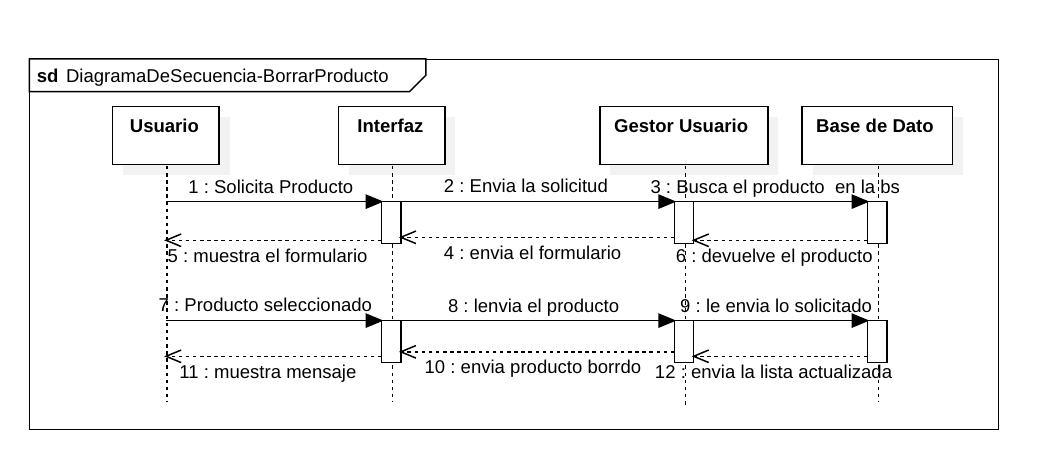 sd DiagramaDeSecuencia-BorrarProducto
Usuario
Interfaz
Gestor Usuario
Base de Dato
1 : Solicita Producto
2 : Envia la solicitud
3 : Busca el producto  en la bs
5 : muestra el formulario
4 : envia el formulario
6 : devuelve el producto
7 : Producto seleccionado
8 : lenvia el producto
9 : le envia lo solicitado
11 : muestra mensaje
10 : envia producto borrdo
12 : envia la lista actualizada